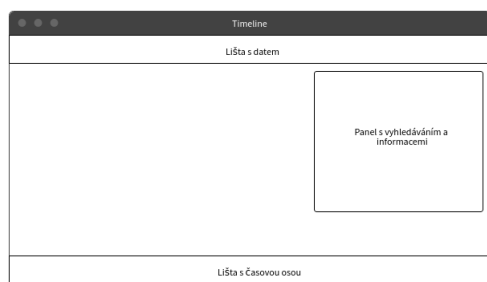 Timeline
Lišta s datem
Panel s vyhledáváním a
informacemi
Lišta s časovou osou